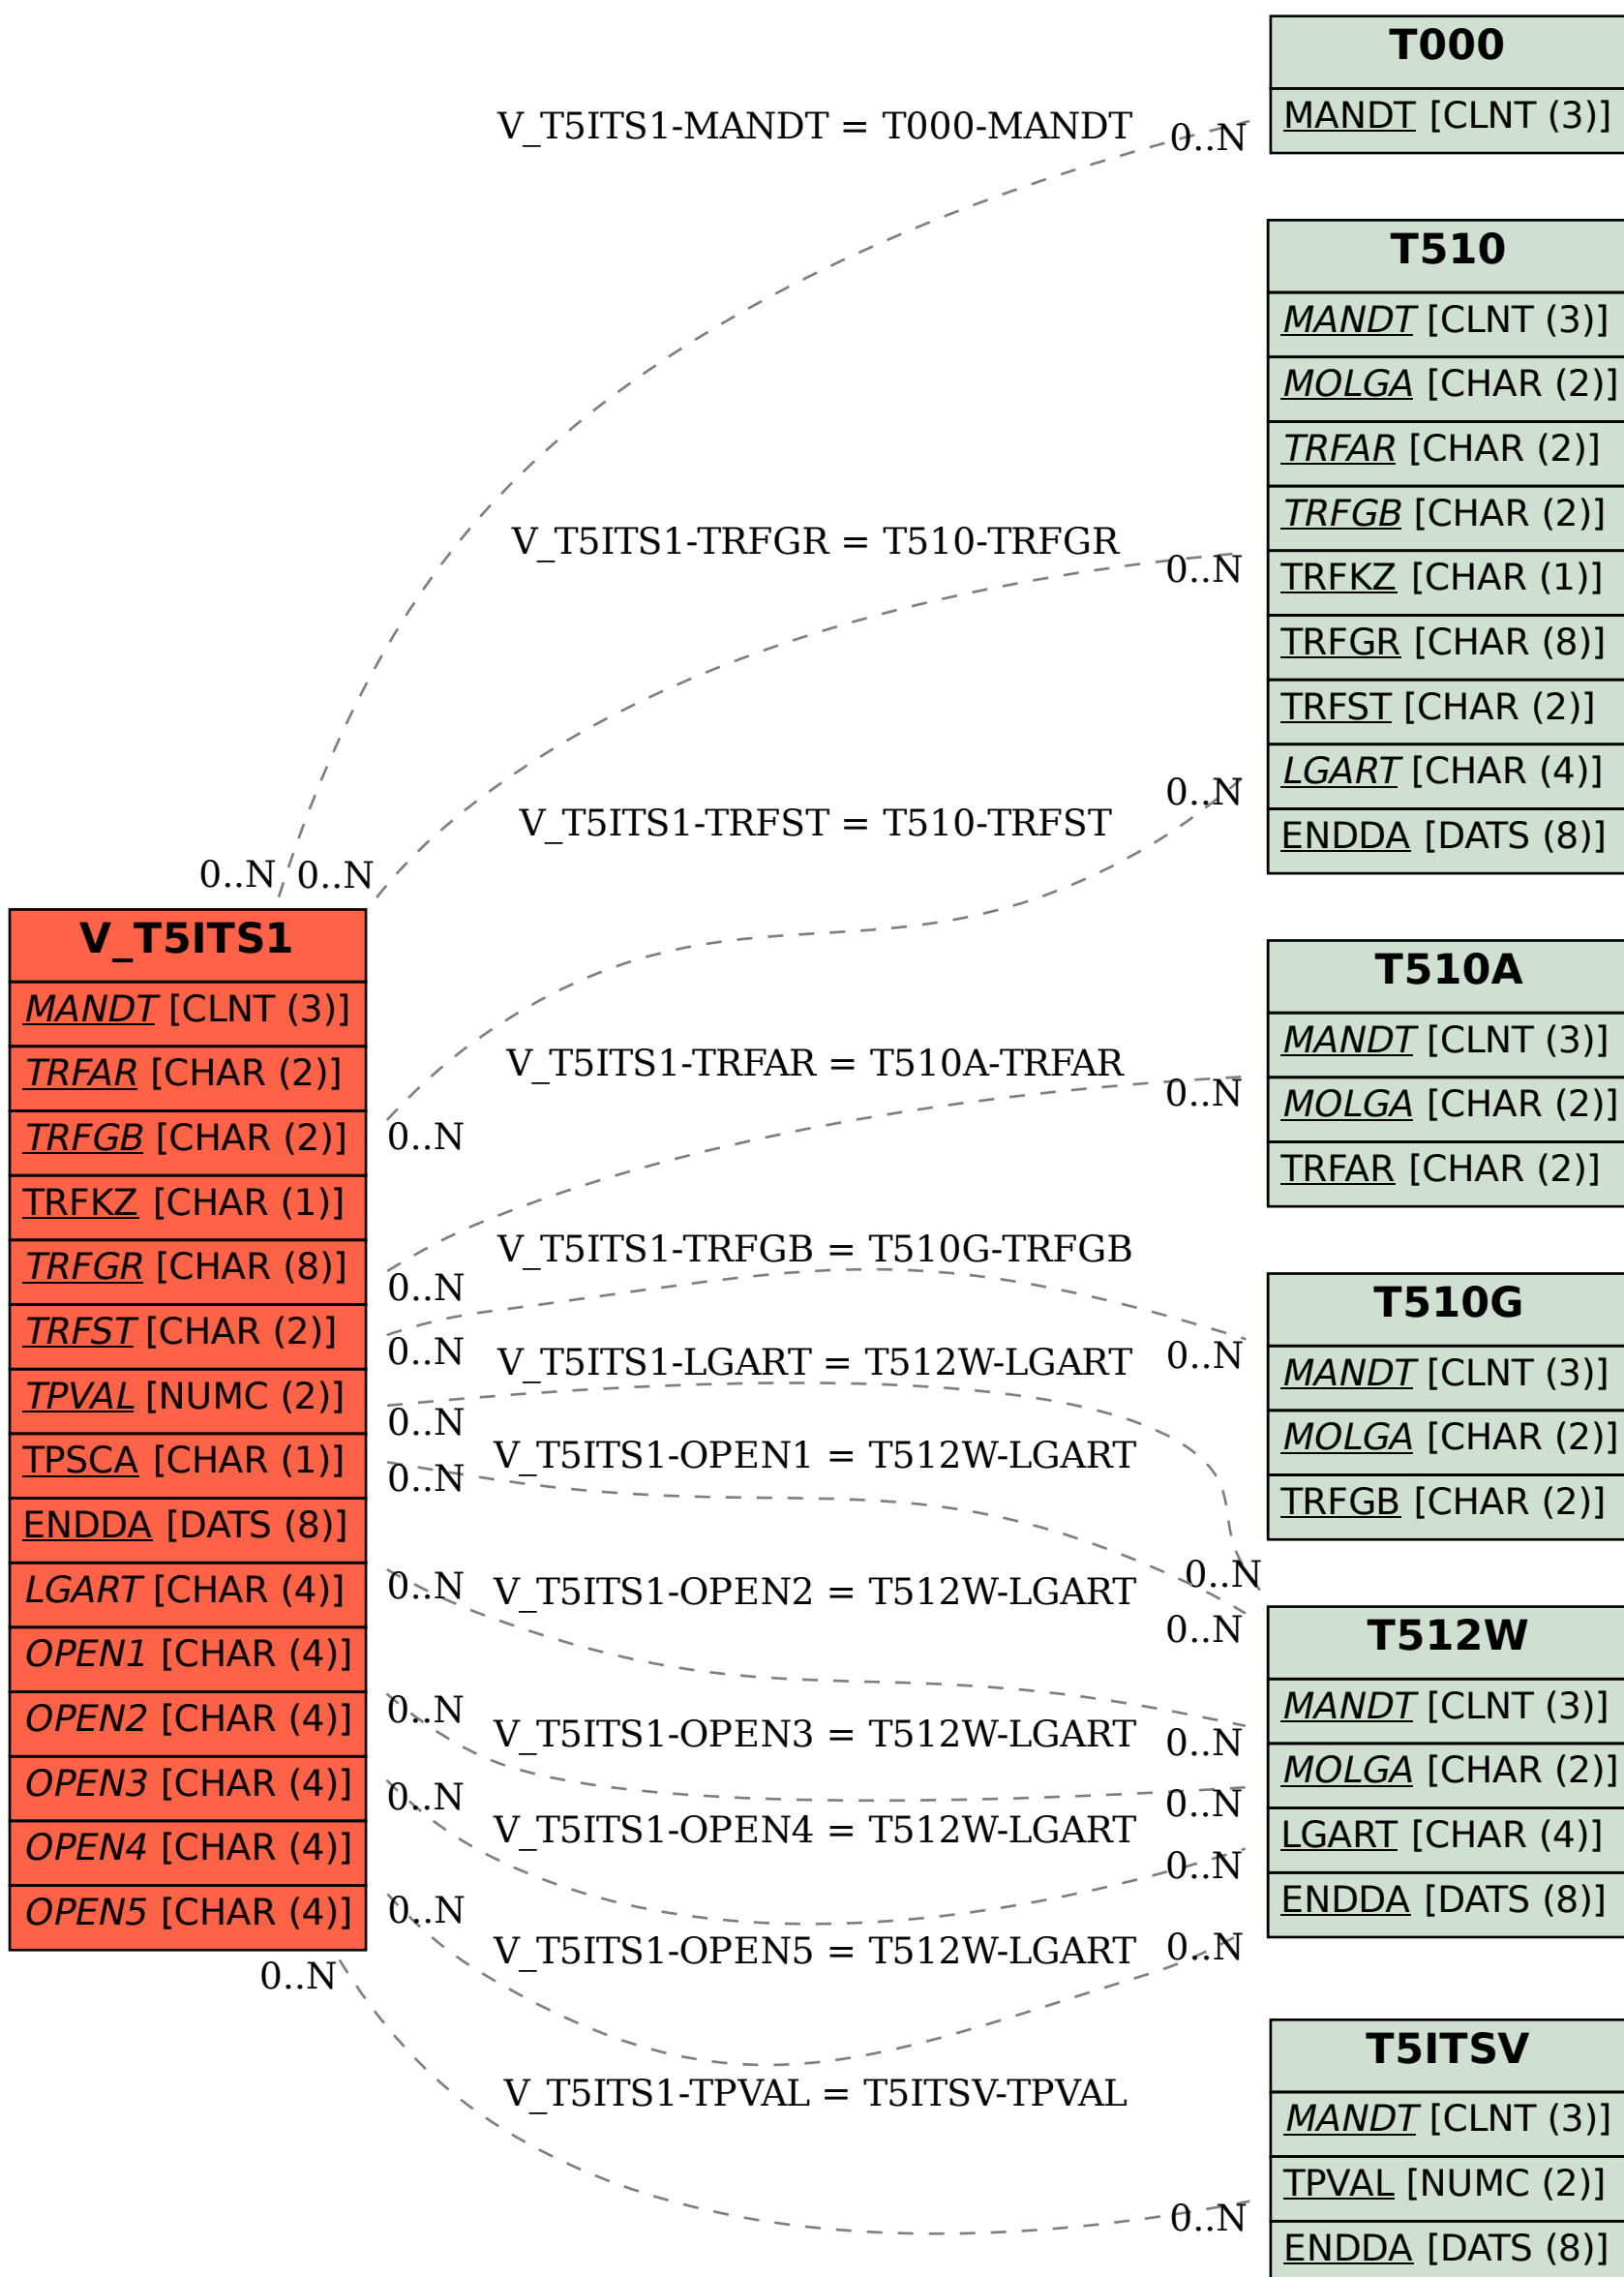 T000
MANDT [CLNT (3)]
V_T5ITS1-MANDT = T000-MANDT
0..N
T510
MANDT [CLNT (3)]
MOLGA [CHAR (2)]
TRFAR [CHAR (2)]
TRFGB [CHAR (2)]
TRFKZ [CHAR (1)]
TRFGR [CHAR (8)]
TRFST [CHAR (2)]
LGART [CHAR (4)]
ENDDA [DATS (8)]
V_T5ITS1-TRFGR = T510-TRFGR
0..N
0..N
V_T5ITS1-TRFST = T510-TRFST
0..N 0..N
V_T5ITS1
MANDT [CLNT (3)]
TRFAR [CHAR (2)]
TRFGB [CHAR (2)]
TRFKZ [CHAR (1)]
TRFGR [CHAR (8)]
TRFST [CHAR (2)]
TPVAL [NUMC (2)]
TPSCA [CHAR (1)]
ENDDA [DATS (8)]
LGART [CHAR (4)]
OPEN1 [CHAR (4)]
OPEN2 [CHAR (4)]
OPEN3 [CHAR (4)]
OPEN4 [CHAR (4)]
OPEN5 [CHAR (4)]
T510A
MANDT [CLNT (3)]
MOLGA [CHAR (2)]
TRFAR [CHAR (2)]
V_T5ITS1-TRFAR = T510A-TRFAR
0..N
0..N
V_T5ITS1-TRFGB = T510G-TRFGB
0..N
0..N
V_T5ITS1-LGART = T512W-LGART
0..N
T510G
MANDT [CLNT (3)]
MOLGA [CHAR (2)]
TRFGB [CHAR (2)]
0..N
V_T5ITS1-OPEN1 = T512W-LGART
0..N
0..N
0..N
V_T5ITS1-OPEN2 = T512W-LGART
0..N
T512W
MANDT [CLNT (3)]
MOLGA [CHAR (2)]
LGART [CHAR (4)]
ENDDA [DATS (8)]
0..N
V_T5ITS1-OPEN3 = T512W-LGART
0..N
0..N
0..N
V_T5ITS1-OPEN4 = T512W-LGART
0..N
0..N
V_T5ITS1-OPEN5 = T512W-LGART
0..N
0..N
V_T5ITS1-TPVAL = T5ITSV-TPVAL
0..N
T5ITSV
MANDT [CLNT (3)]
TPVAL [NUMC (2)]
ENDDA [DATS (8)]